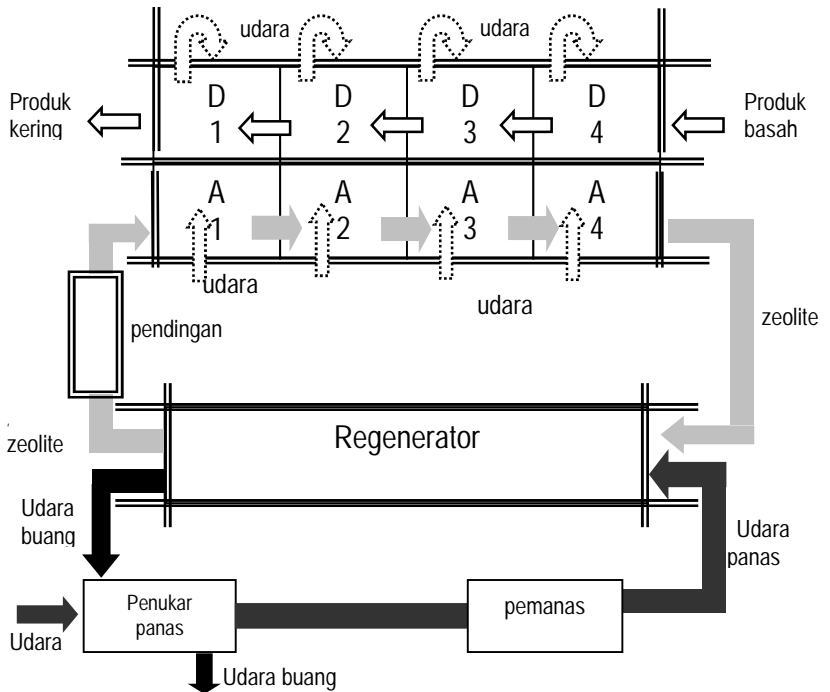 udara
udara
D
1
D
2
D
3
D
4
Produk
kering
Produk
basah
A
1
A
2
A
3
A
4
udara
udara
pendingan
zeolite
zeolite
Regenerator
Udara
buang
Udara
panas
Penukar
panas
pemanas
Udara
Udara buang